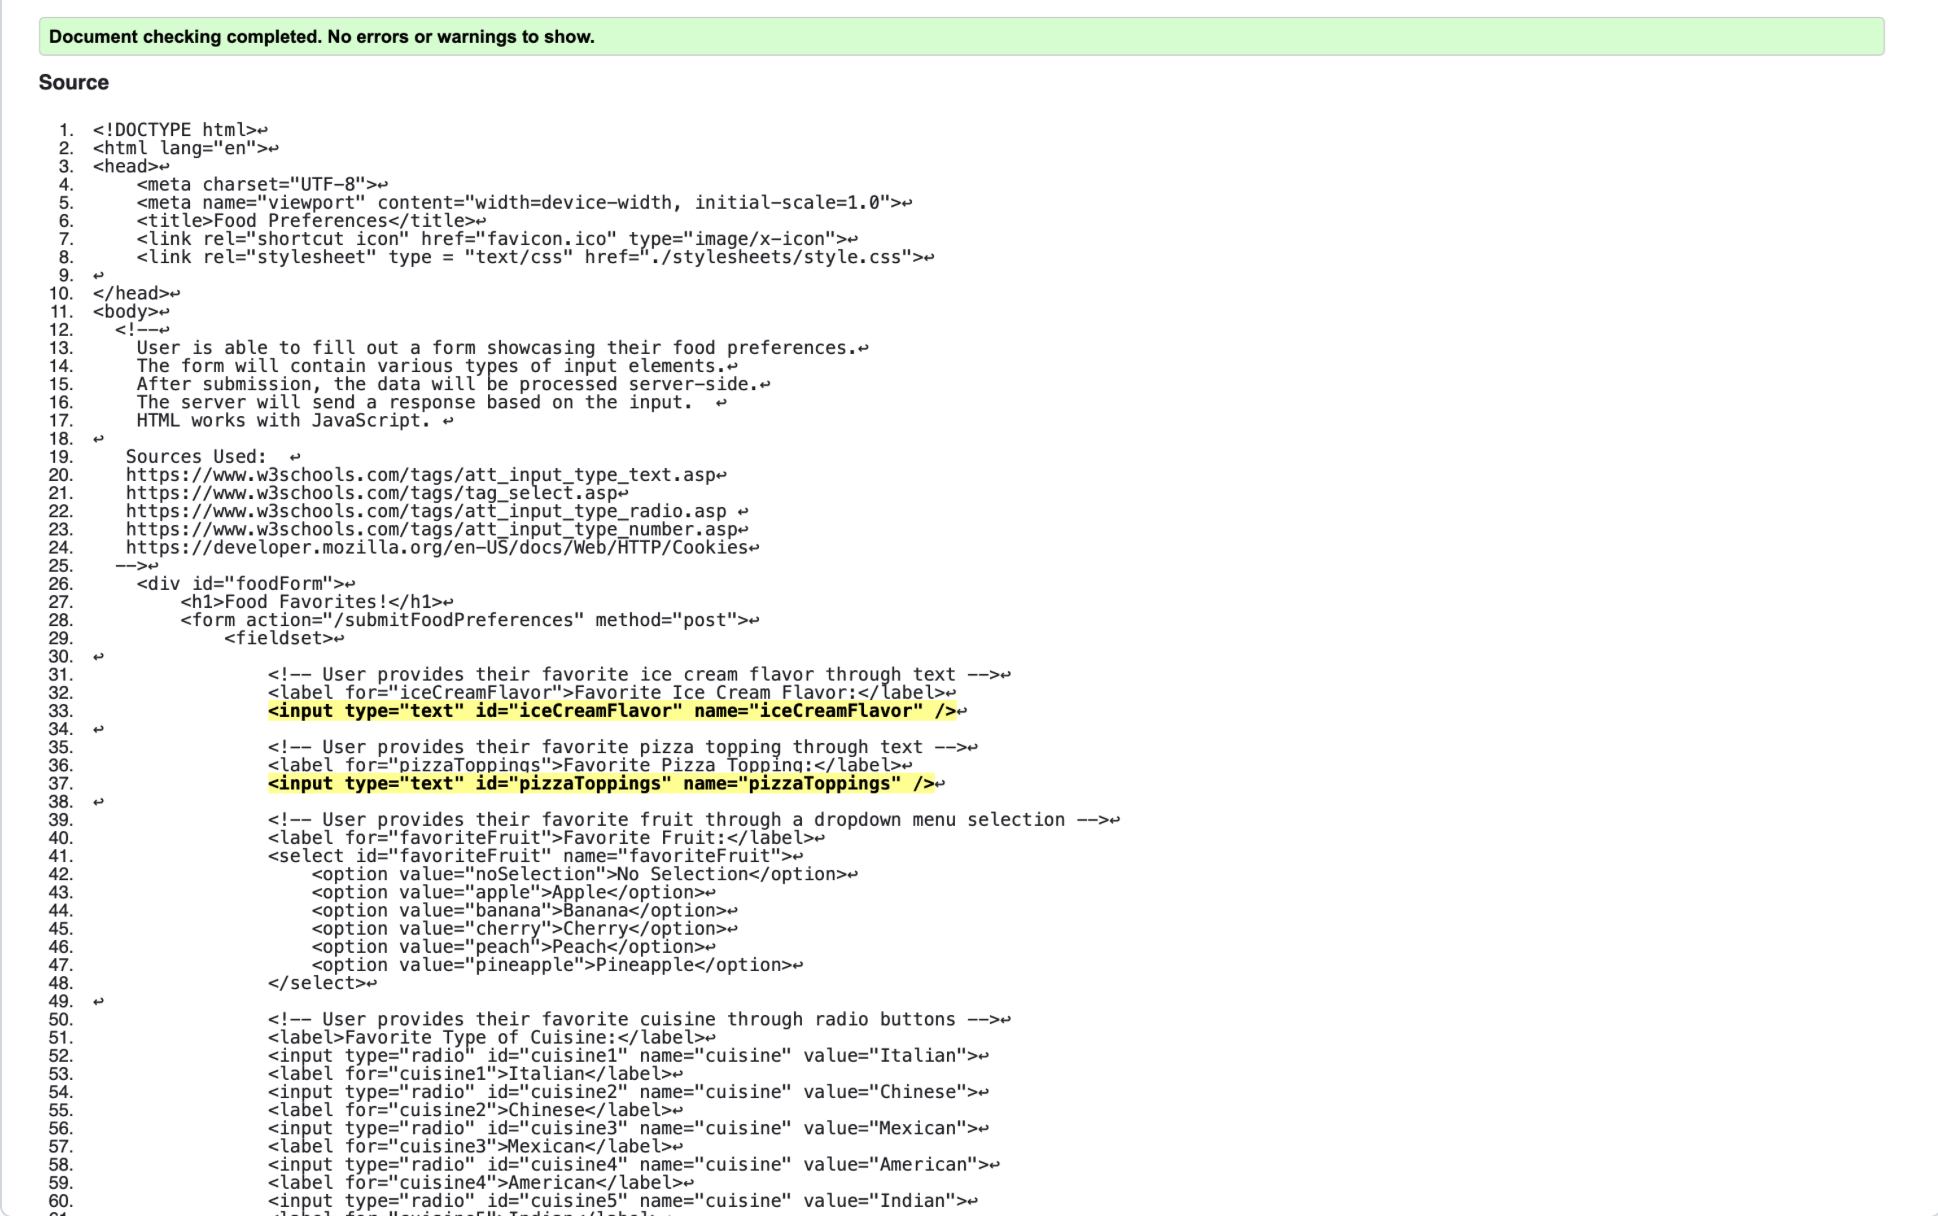 Document checking completed. No errors or warnings to show.
Source
1. <!DOCTYPE html>↩
2. <html lang="en">↩
3. <head>↩
4.     <meta charset="UTF-8">↩
5.     <meta name="viewport" content="width=device-width, initial-scale=1.0">↩
6.     <title>Food Preferences</title>↩
7.     <link rel="shortcut icon" href="favicon.ico" type="image/x-icon">↩
8.     <link rel="stylesheet" type = "text/css" href="./stylesheets/style.css">↩
9. ↩
10. </head>↩
11. <body>↩
12.   <!--↩
13.     User is able to fill out a form showcasing their food preferences.↩
14.     The form will contain various types of input elements.↩
15.     After submission, the data will be processed server-side.↩
16.     The server will send a response based on the input.  ↩
17.     HTML works with JavaScript. ↩
18. ↩
19.    Sources Used:  ↩
20.    https://www.w3schools.com/tags/att_input_type_text.asp↩
21.    https://www.w3schools.com/tags/tag_select.asp↩
22.    https://www.w3schools.com/tags/att_input_type_radio.asp ↩
23.    https://www.w3schools.com/tags/att_input_type_number.asp↩
24.    https://developer.mozilla.org/en-US/docs/Web/HTTP/Cookies↩
25.   -->↩
26.     <div id="foodForm">↩
27.         <h1>Food Favorites!</h1>↩
28.         <form action="/submitFoodPreferences" method="post">↩
29.             <fieldset>↩
30. ↩
31.                 <!-- User provides their favorite ice cream flavor through text -->↩
32.                 <label for="iceCreamFlavor">Favorite Ice Cream Flavor:</label>↩
33.                 <input type="text" id="iceCreamFlavor" name="iceCreamFlavor" />↩
34. ↩
35.                 <!-- User provides their favorite pizza topping through text -->↩
36.                 <label for="pizzaToppings">Favorite Pizza Topping:</label>↩
37.                 <input type="text" id="pizzaToppings" name="pizzaToppings" />↩
38. ↩
39.                 <!-- User provides their favorite fruit through a dropdown menu selection -->↩
40.                 <label for="favoriteFruit">Favorite Fruit:</label>↩
41.                 <select id="favoriteFruit" name="favoriteFruit">↩
42.                     <option value="noSelection">No Selection</option>↩
43.                     <option value="apple">Apple</option>↩
44.                     <option value="banana">Banana</option>↩
45.                     <option value="cherry">Cherry</option>↩
46.                     <option value="peach">Peach</option>↩
47.                     <option value="pineapple">Pineapple</option>↩
48.                 </select>↩
49. ↩
50.                 <!-- User provides their favorite cuisine through radio buttons -->↩
51.                 <label>Favorite Type of Cuisine:</label>↩
52.                 <input type="radio" id="cuisine1" name="cuisine" value="Italian">↩
53.                 <label for="cuisine1">Italian</label>↩
54.                 <input type="radio" id="cuisine2" name="cuisine" value="Chinese">↩
55.                 <label for="cuisine2">Chinese</label>↩
56.                 <input type="radio" id="cuisine3" name="cuisine" value="Mexican">↩
57.                 <label for="cuisine3">Mexican</label>↩
58.                 <input type="radio" id="cuisine4" name="cuisine" value="American">↩
59.                 <label for="cuisine4">American</label>↩
60.                 <input type="radio" id="cuisine5" name="cuisine" value="Indian">↩